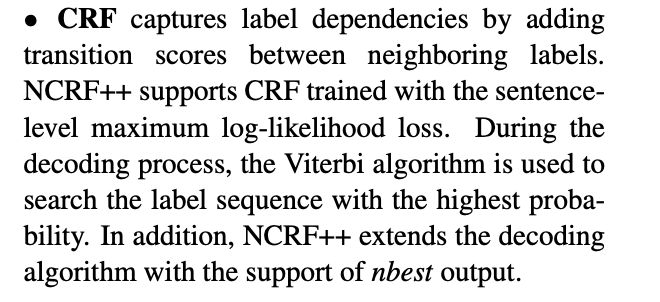 • CRF captures label dependencies by adding
transition scores between neighboring labels.
NCRF++ supports CRF trained with the sentence-
level maximum log-likelihood loss. During the
decoding process, the Viterbi algorithm is used to
search the label sequence with the highest proba-
bility. In addition, NCRF++ extends the decoding
algorithm with the support of nbest output.